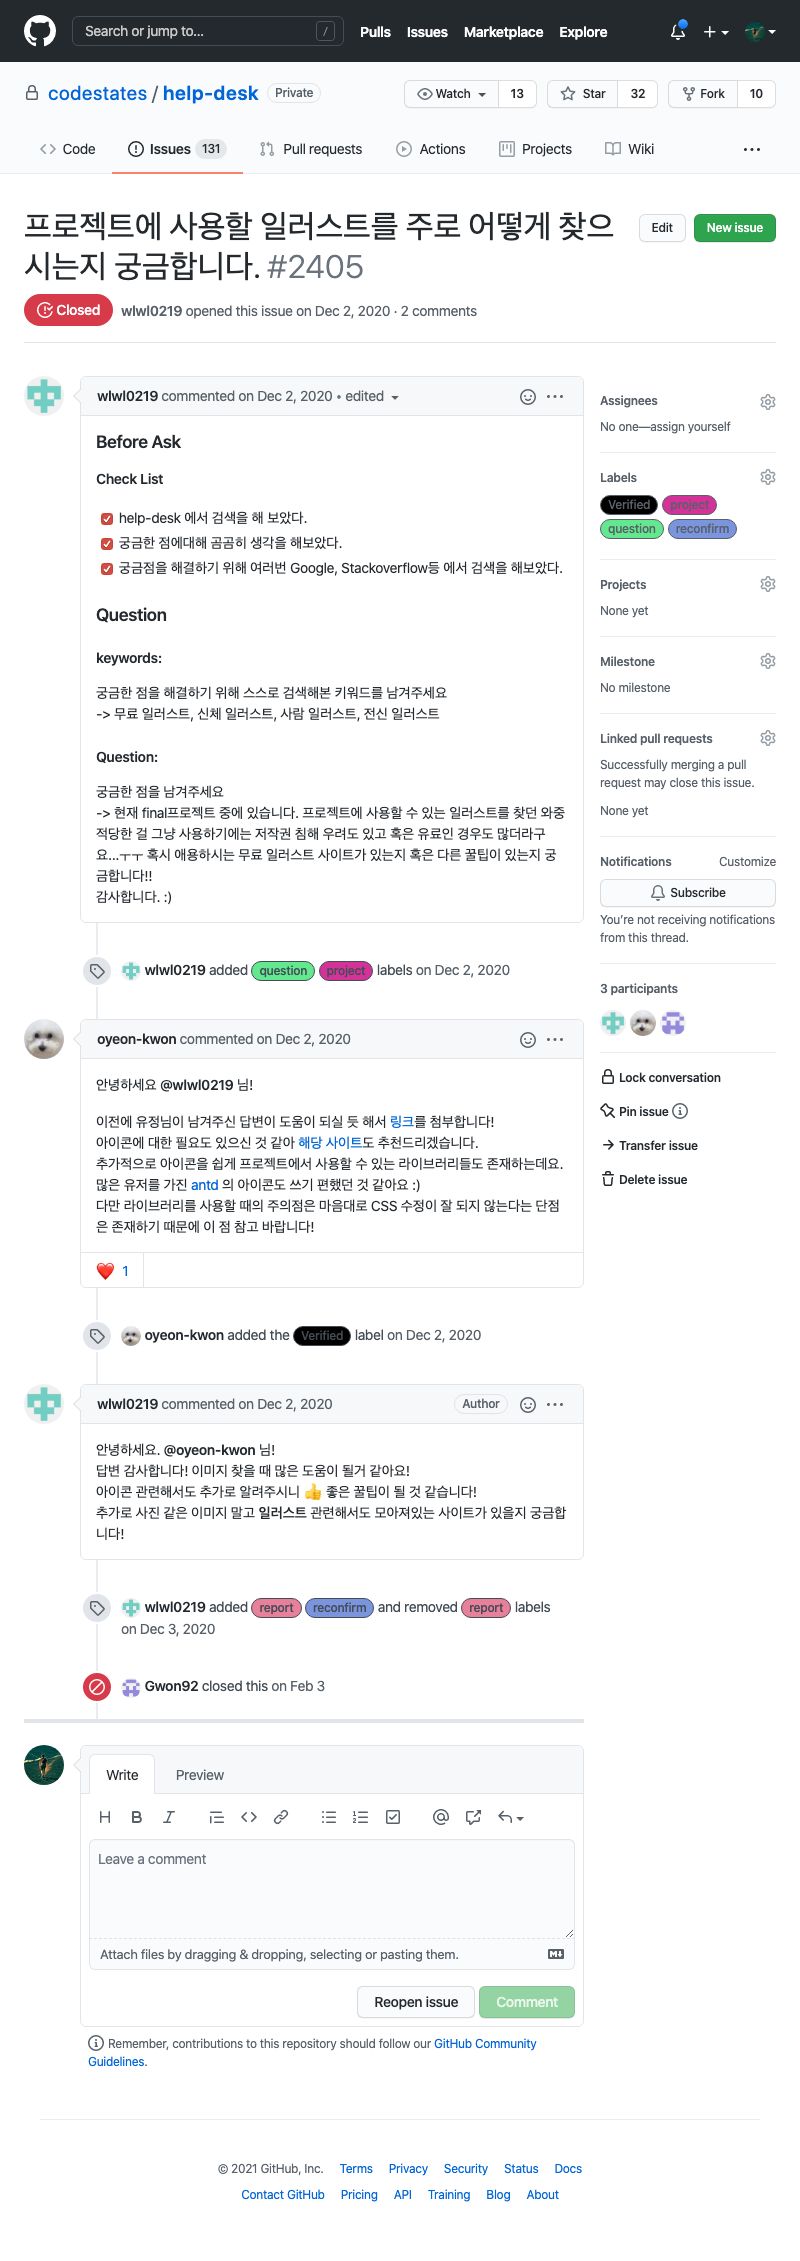 Search or jump to... /
Pulls Issues Marketplace Explore
codestates / help-desk Private
Watch 13 Star 32 Fork 10
Code Issues 131 Pull requests Actions Projects Wiki
프로젝트에 사용할 일러스트를 주로 어떻게 찾으
시는지 궁금합니다. #2405
Edit New issue
Closed wlwl0219 opened this issue on Dec 2, 2020 · 2 comments
wlwl0219 commented on Dec 2, 2020 • edited
Before Ask
Check List
help-desk 에서 검색을 해 보았다.
궁금한 점에대해 곰곰히 생각을 해보았다.
궁금점을 해결하기 위해 여러번 Google, Stackoverflow등 에서 검색을 해보았다.
Question
keywords:
궁금한 점을 해결하기 위해 스스로 검색해본 키워드를 남겨주세요
-> 무료 일러스트, 신체 일러스트, 사람 일러스트, 전신 일러스트
Question:
궁금한 점을 남겨주세요
-> 현재 final프로젝트 중에 있습니다. 프로젝트에 사용할 수 있는 일러스트를 찾던 와중
적당한 걸 그냥 사용하기에는 저작권 침해 우려도 있고 혹은 유료인 경우도 많더라구
요...ㅜㅜ 혹시 애용하시는 무료 일러스트 사이트가 있는지 혹은 다른 꿀팁이 있는지 궁
금합니다!!
감사합니다. :)
wlwl0219 added question project labels on Dec 2, 2020
oyeon-kwon commented on Dec 2, 2020
안녕하세요 @wlwl0219 님!
이전에 유정님이 남겨주신 답변이 도움이 되실 듯 해서 링크를 첨부합니다!
아이콘에 대한 필요도 있으신 것 같아 해당 사이트도 추천드리겠습니다.
추가적으로 아이콘을 쉽게 프로젝트에서 사용할 수 있는 라이브러리들도 존재하는데요.
많은 유저를 가진 antd 의 아이콘도 쓰기 편했던 것 같아요 :)
다만 라이브러리를 사용할 때의 주의점은 마음대로 CSS 수정이 잘 되지 않는다는 단점
은 존재하기 때문에 이 점 참고 바랍니다!
❤️ 1
oyeon-kwon added the Verified label on Dec 2, 2020
wlwl0219 commented on Dec 2, 2020 Author
안녕하세요. @oyeon-kwon 님!
답변 감사합니다! 이미지 찾을 때 많은 도움이 될거 같아요!
아이콘 관련해서도 추가로 알려주시니 👍 좋은 꿀팁이 될 것 같습니다!
추가로 사진 같은 이미지 말고 일러스트 관련해서도 모아져있는 사이트가 있을지 궁금합
니다!
wlwl0219 added report reconfirm and removed report labels
on Dec 3, 2020
Gwon92 closed this on Feb 3
Write Preview
H B I @
Leave a comment
Attach files by dragging & dropping, selecting or pasting them.
Reopen issue Comment
Remember, contributions to this repository should follow our GitHub Community
Guidelines.
Assignees
No one—assign yourself
Labels
Verified project
question reconfirm
Projects
None yet
Milestone
No milestone
Linked pull requests
Successfully merging a pull
request may close this issue.
None yet
Notifications Customize
Subscribe
You're not receiving notifications
from this thread.
3 participants
Lock conversation
Pin issue
Transfer issue
Delete issue
© 2021 GitHub, Inc. Terms Privacy Security Status Docs
Contact GitHub Pricing API Training Blog About